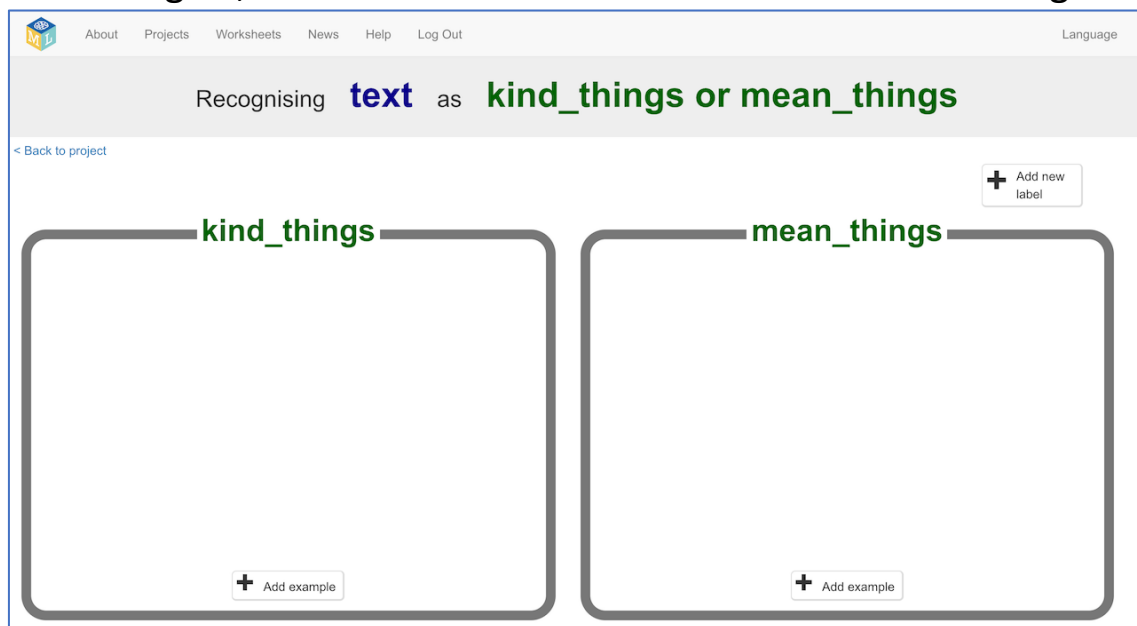 About Projects Worksheets News Help Log Out Language
Recognising text as kind_things or mean_things
< Back to project
Add new
label
kind_things mean_things
Add example Add example